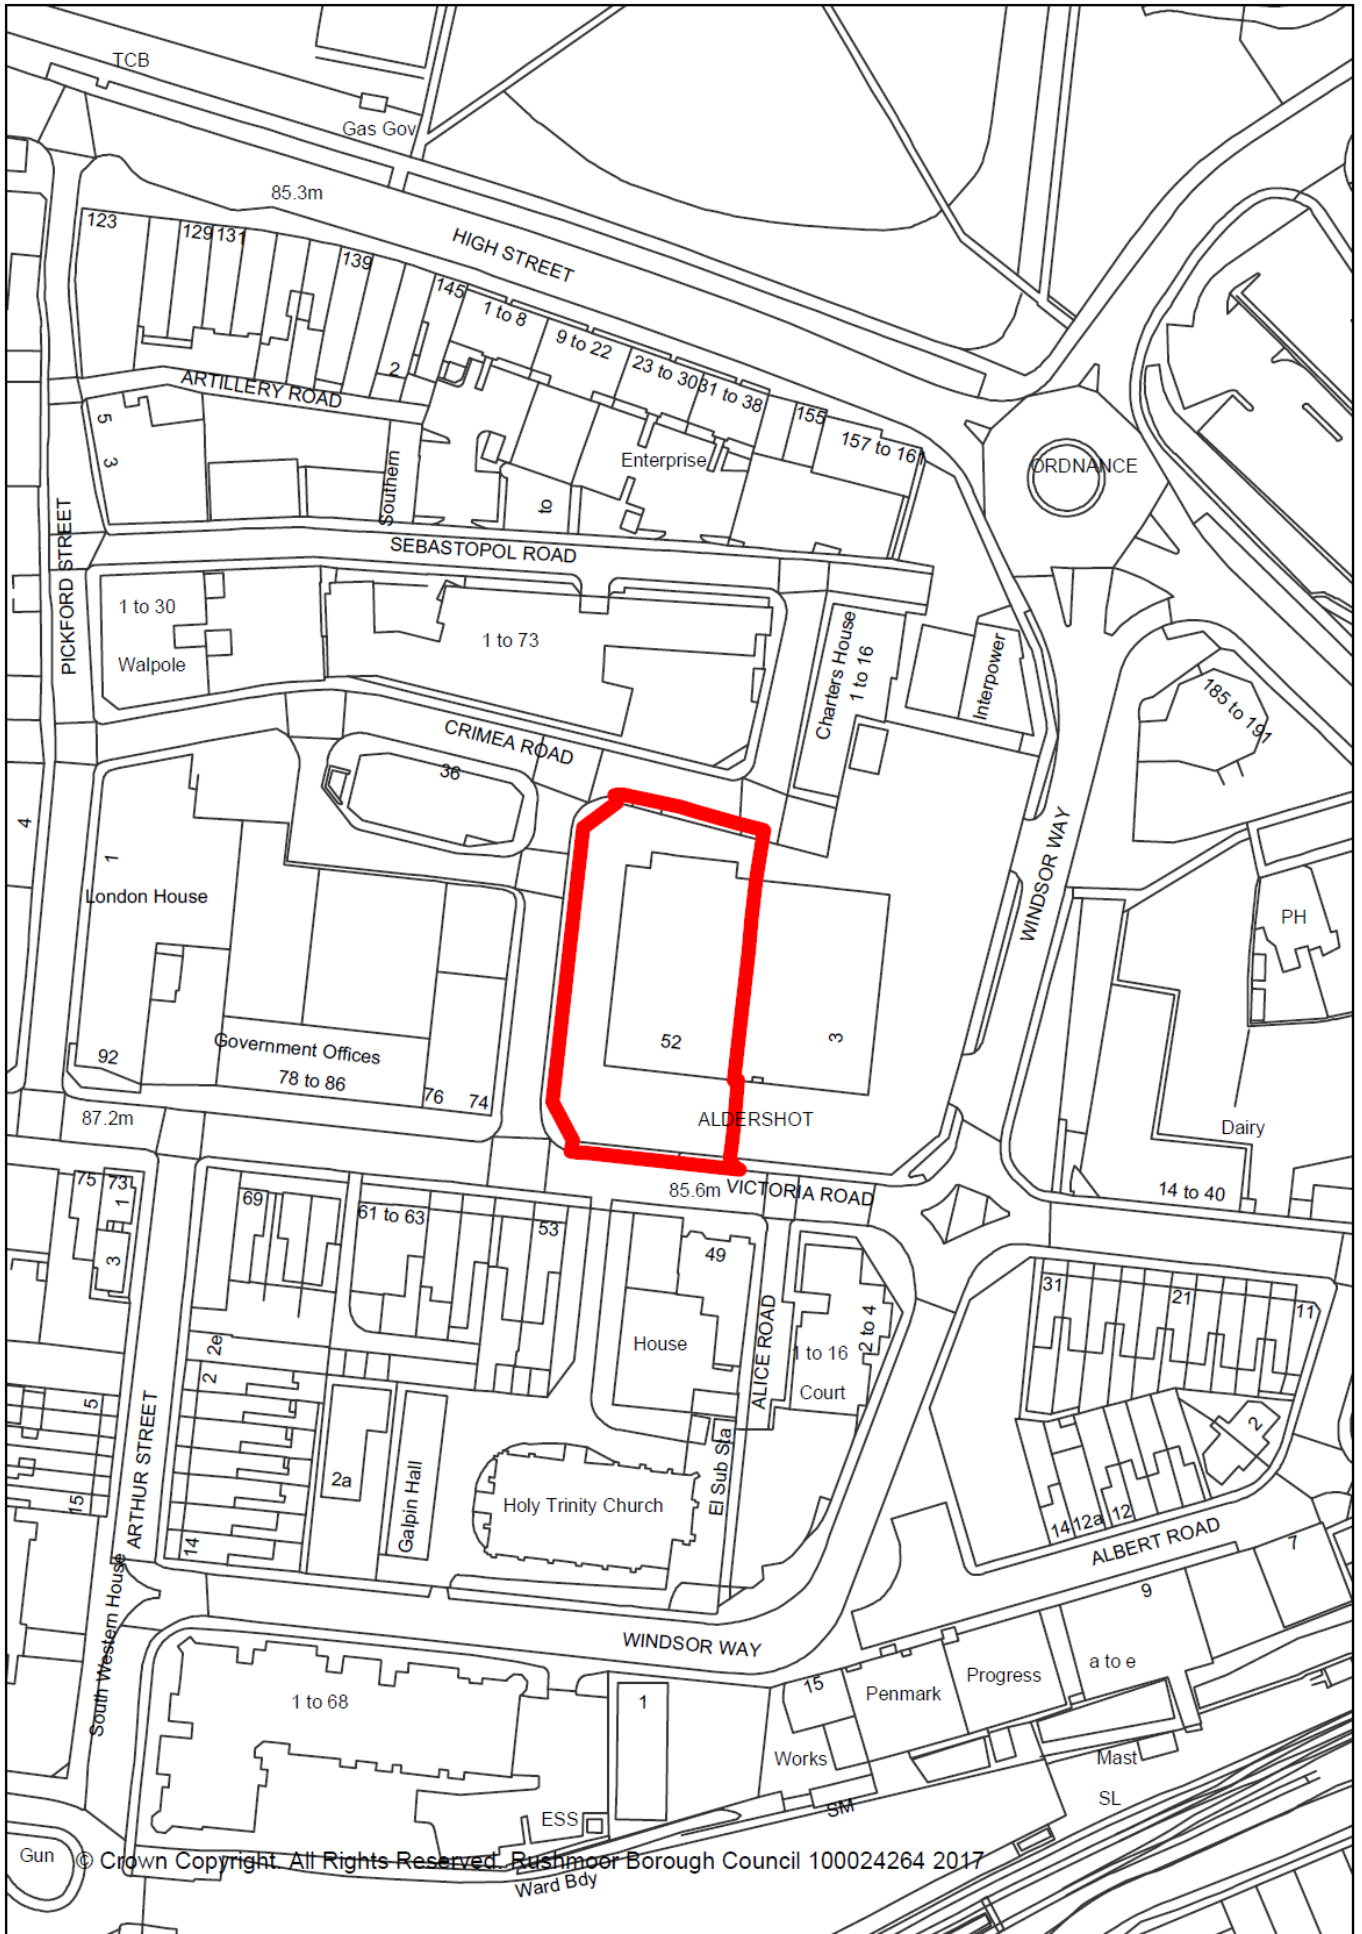 TCB
Gas Gov
85.3m
123
129
131
139
145
HIGH STREET
1 to 8
9 to 22
23 to 30
31 to 38
155
157 to 161
2
ARTILLERY ROAD
5
3
Southern
to
Enterprise
ORDNANCE
PICKFORD STREET
SEBASTOPOL ROAD
1 to 30
Walpole
1 to 73
Charters House
1 to 16
Interpower
185 to 191
CRIMEA ROAD
36
4
1
London House
WINDSOR WAY
PH
92
Government Offices
78 to 86
76
74
52
3
ALDERSHOT
87.2m
Dairy
85.6m
VICTORIA ROAD
14 to 40
75
73
1
3
69
61 to 63
53
49
House
ALICE ROAD
1 to 16
Court
2 to 4
31
21
11
2e
2
5
15
ARTHUR STREET
14
2a
Galpin Hall
Holy Trinity Church
El Sub Sta
2
14
12a
12
ALBERT ROAD
7
9
South Western House
WINDSOR WAY
1 to 68
1
15
Penmark
Progress
a to e
Works
Mast
SL
SM
ESS
Gun
© Crown Copyright. All Rights Reserved. Rushmoor Borough Council 100024264 2017
Ward Bdy